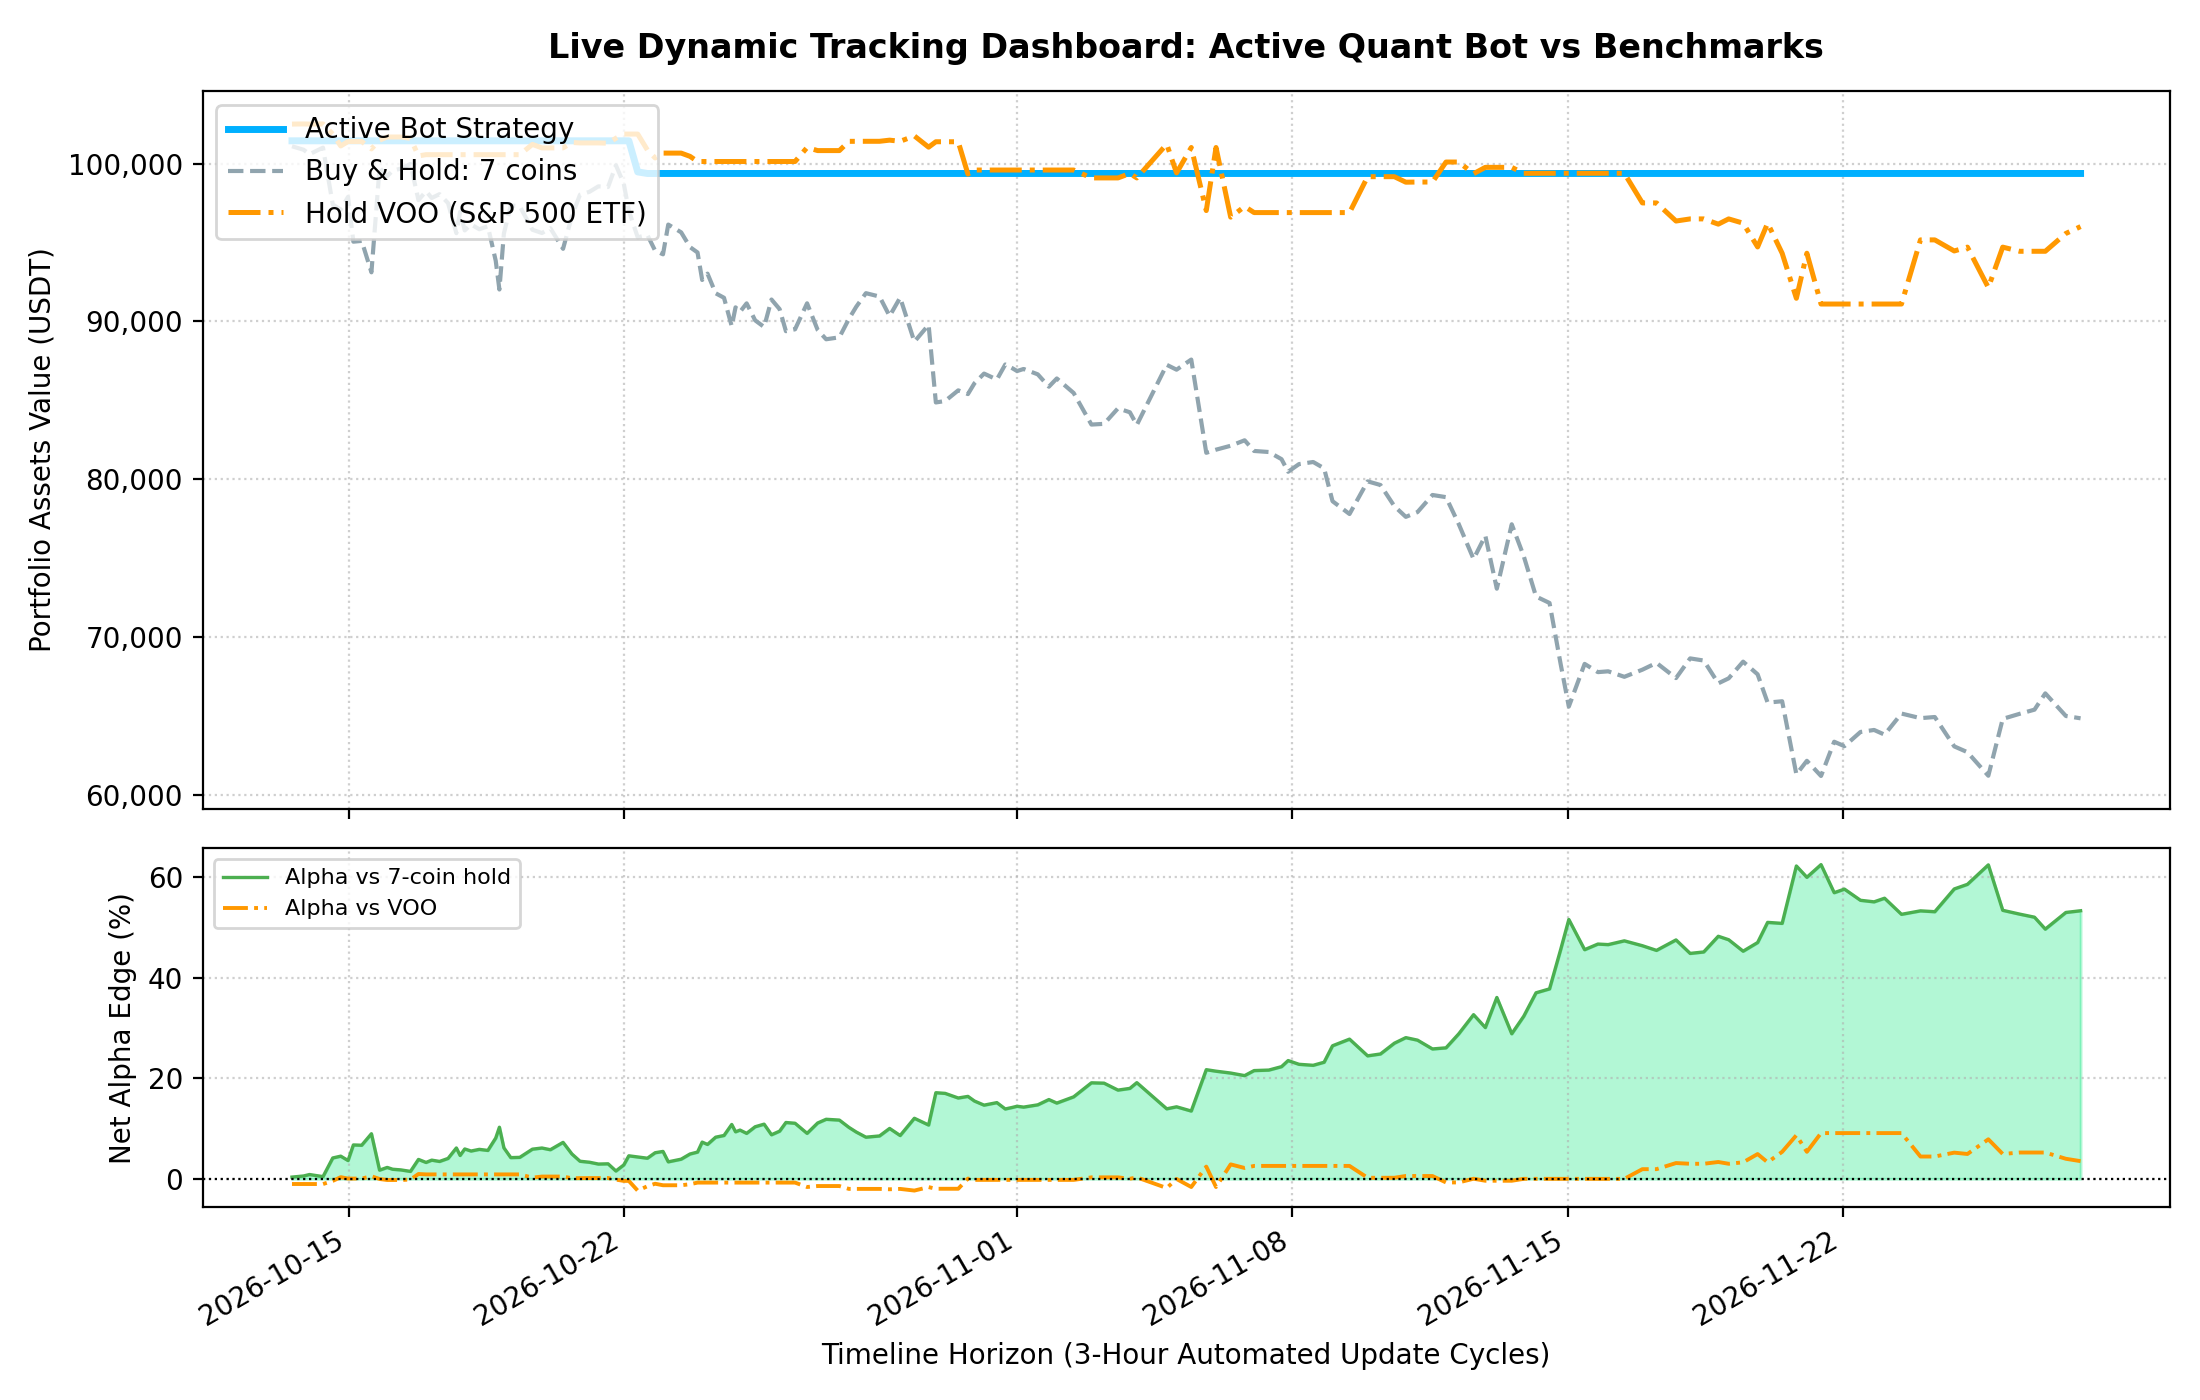 Live Dynamic Tracking Dashboard: Active Quant Bot vs Benchmarks
Active Bot Strategy
Buy & Hold: 7 coins
Hold VOO (S&P 500 ETF)
Portfolio Assets Value (USDT)
100,000
90,000
80,000
70,000
60,000
Alpha vs 7-coin hold
Alpha vs VOO
Net Alpha Edge (%)
60
40
20
0
2026-10-15
2026-10-22
2026-11-01
2026-11-08
2026-11-15
2026-11-22
Timeline Horizon (3-Hour Automated Update Cycles)